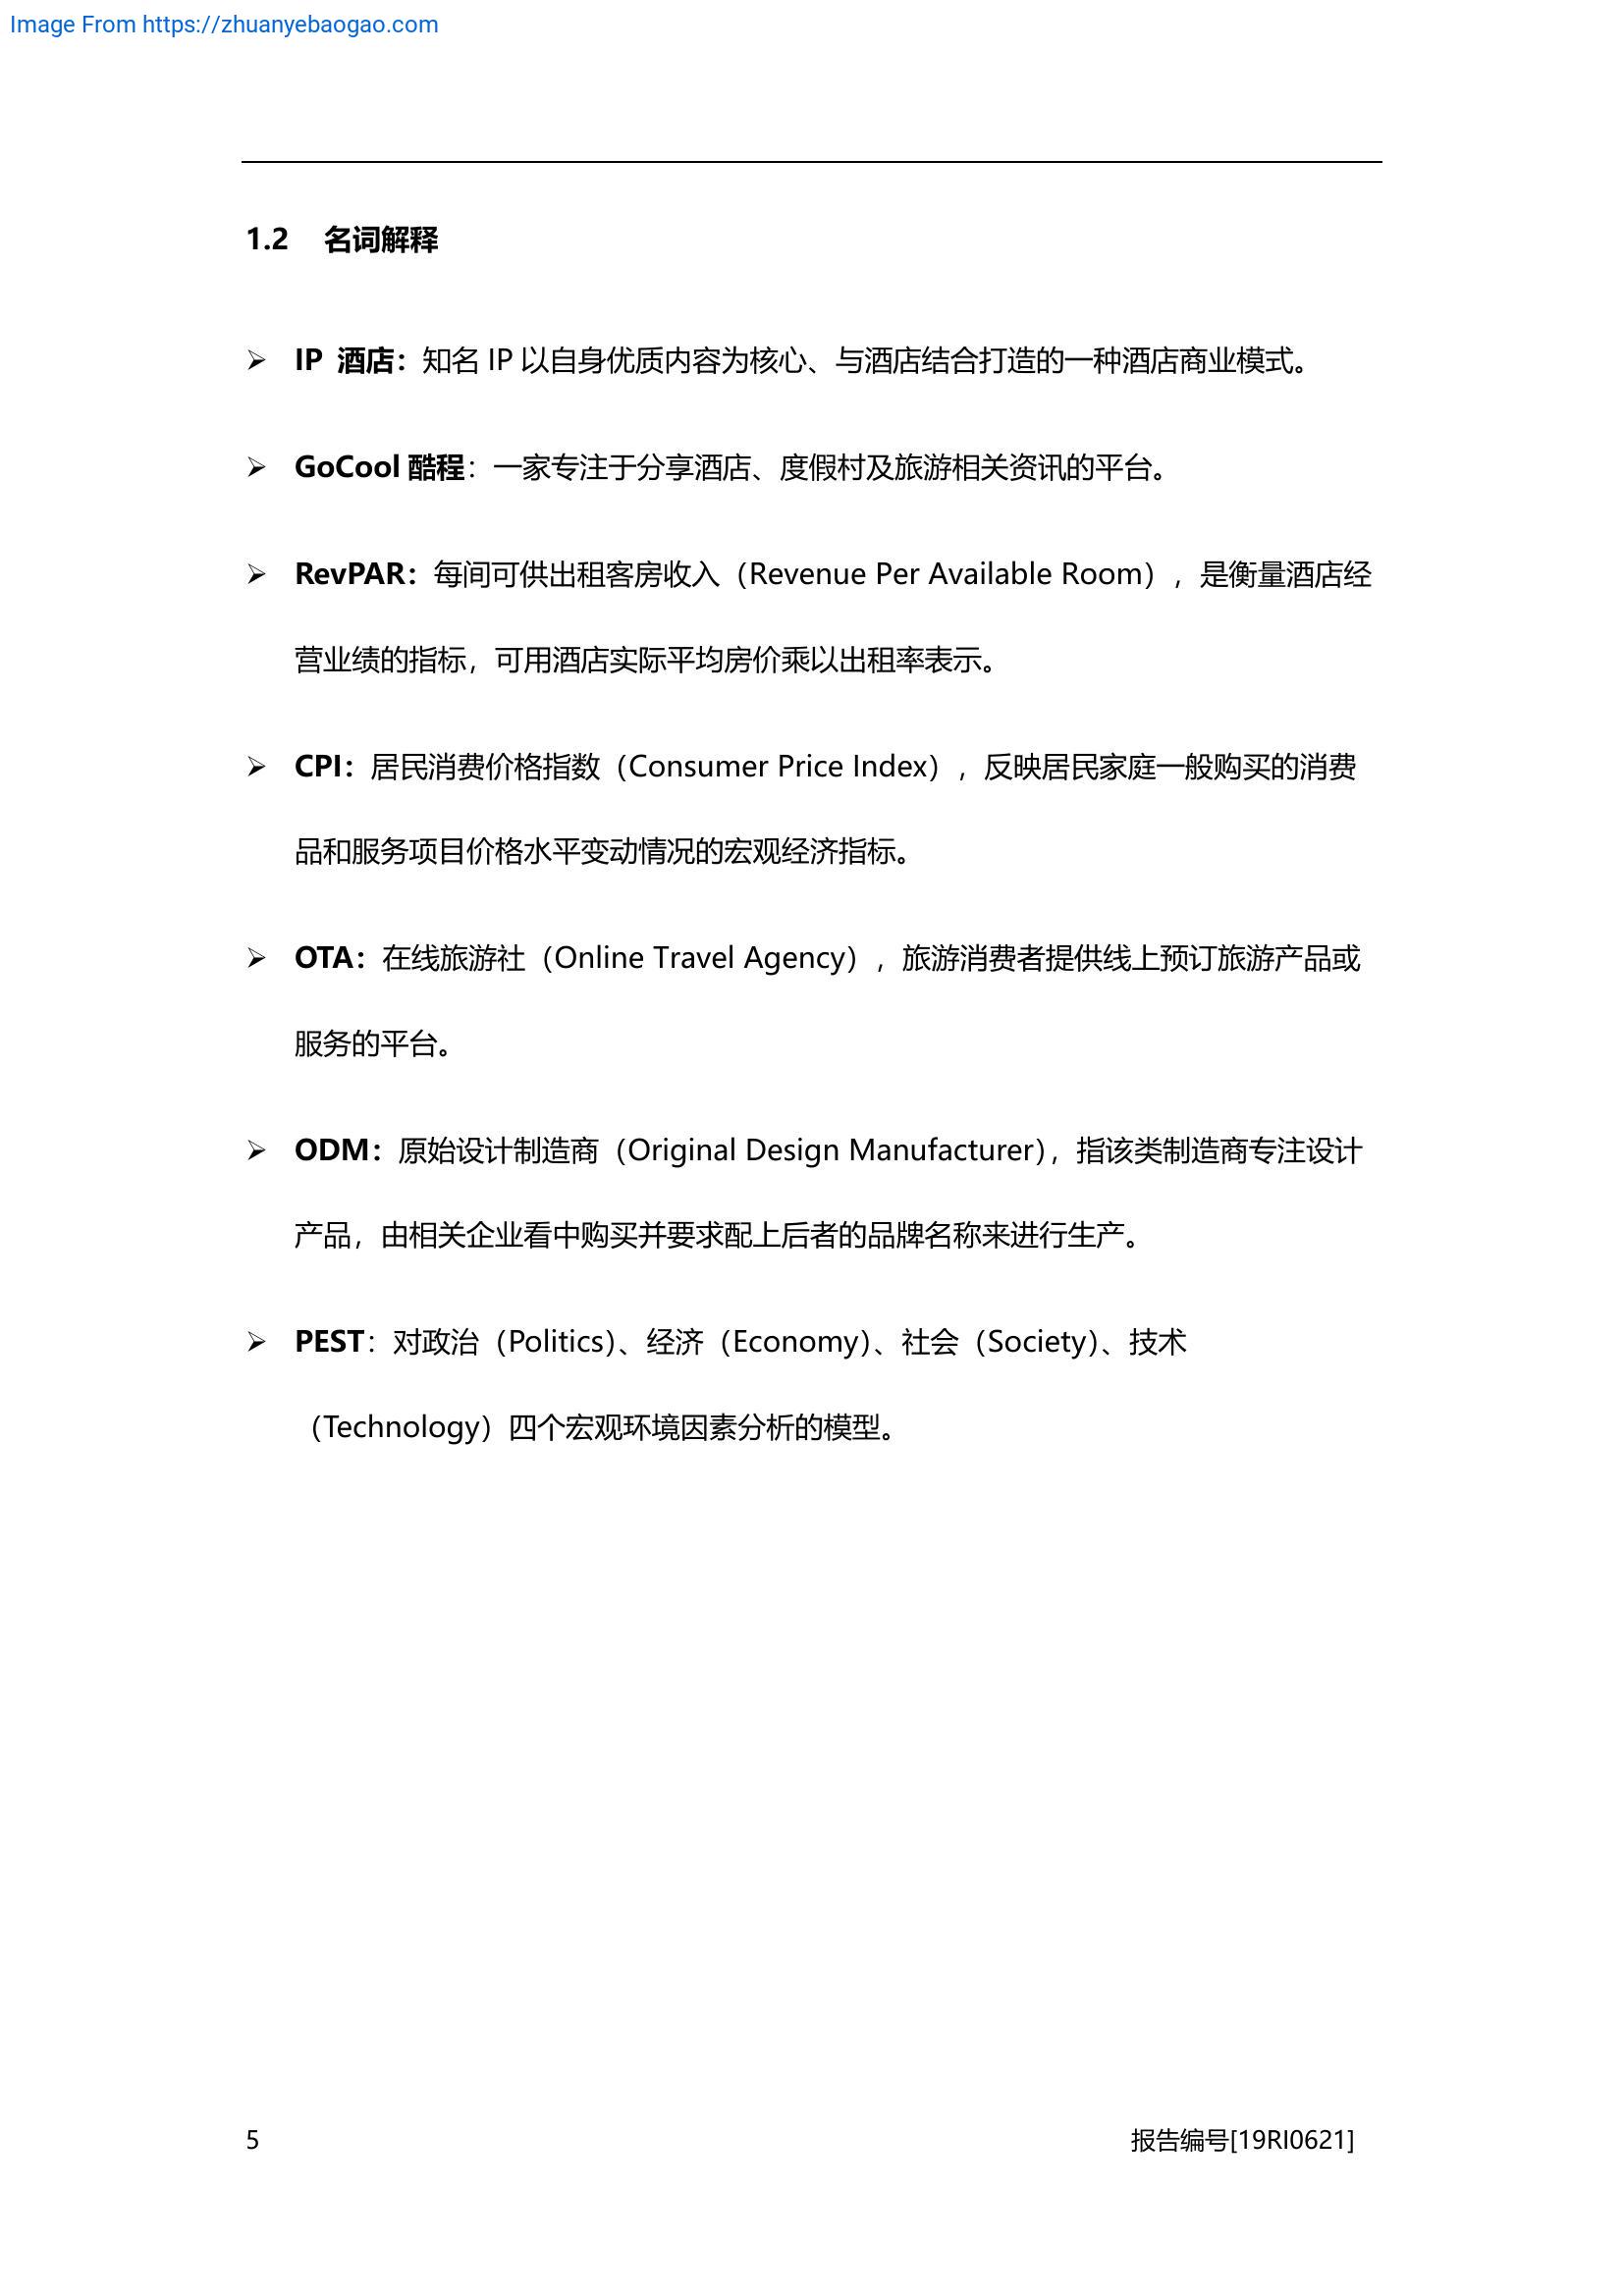 Image From https://zhuanyebaogao.com
1.2 名词解释
➢ IP 酒店：知名 IP 以自身优质内容为核心、与酒店结合打造的一种酒店商业模式。
➢ GoCool 酷程：一家专注于分享酒店、度假村及旅游相关资讯的平台。
➢ RevPAR：每间可供出租客房收入（Revenue Per Available Room），是衡量酒店经
营业绩的指标，可用酒店实际平均房价乘以出租率表示。
➢ CPI：居民消费价格指数（Consumer Price Index），反映居民家庭一般购买的消费
品和服务项目价格水平变动情况的宏观经济指标。
➢ OTA：在线旅游社（Online Travel Agency），旅游消费者提供线上预订旅游产品或
服务的平台。
➢ ODM：原始设计制造商（Original Design Manufacturer），指该类制造商专注设计
产品，由相关企业看中购买并要求配上后者的品牌名称来进行生产。
➢ PEST：对政治（Politics）、经济（Economy）、社会（Society）、技术
（Technology）四个宏观环境因素分析的模型。
5 报告编号[19RI0621]